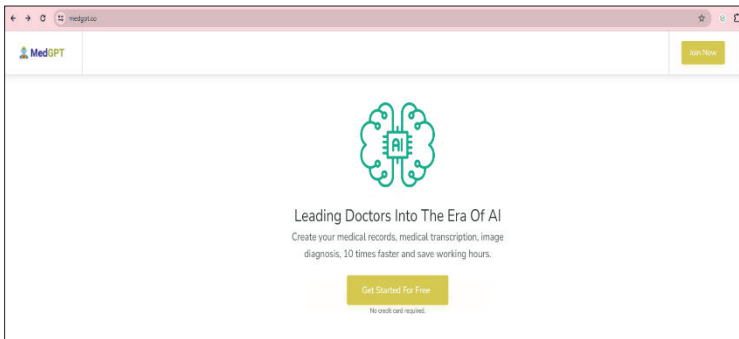 medgpt.co
MedGPT
Join Now
AI
Leading Doctors Into The Era Of AI
Create your medical records, medical transcription, image
diagnosis, 10 times faster and save working hours.
Get Started For Free
No credit card required.